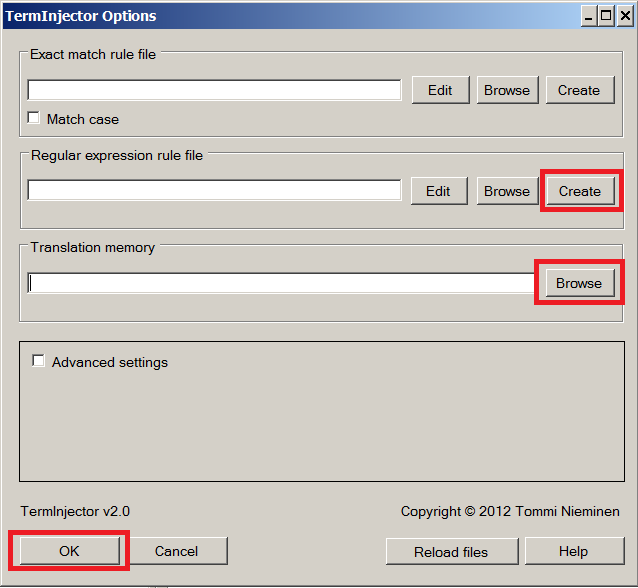 TermInjector Options
Exact match rule file
Edit Browse Create
Match case
Regular expression rule file
Edit Browse Create
Translation memory
Browse
Advanced settings
TermInjector v2.0 Copyright © 2012 Tommi Nieminen
OK Cancel Reload files Help